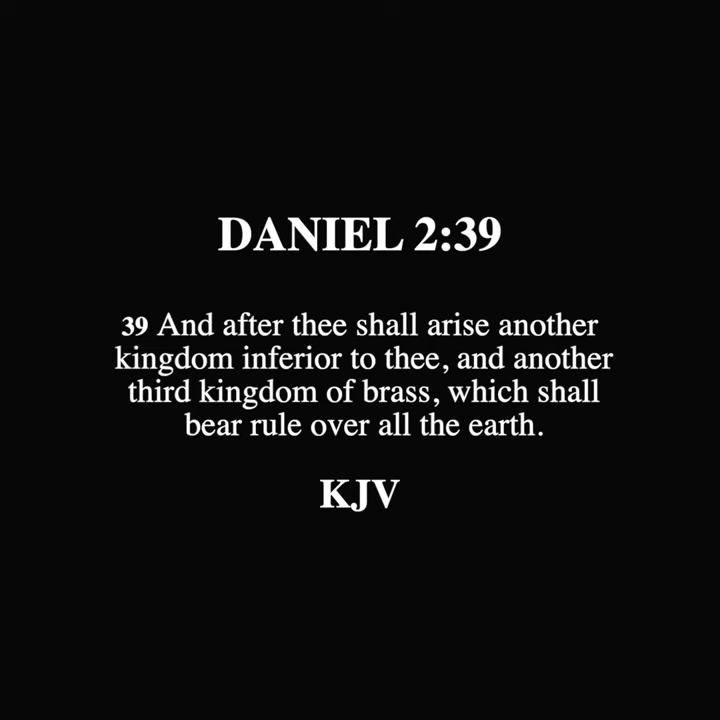 DANIEL 2:39
39 And after thee shall arise another
kingdom inferior to thee, and another
third kingdom of brass, which shall
bear rule over all the earth.
KJV